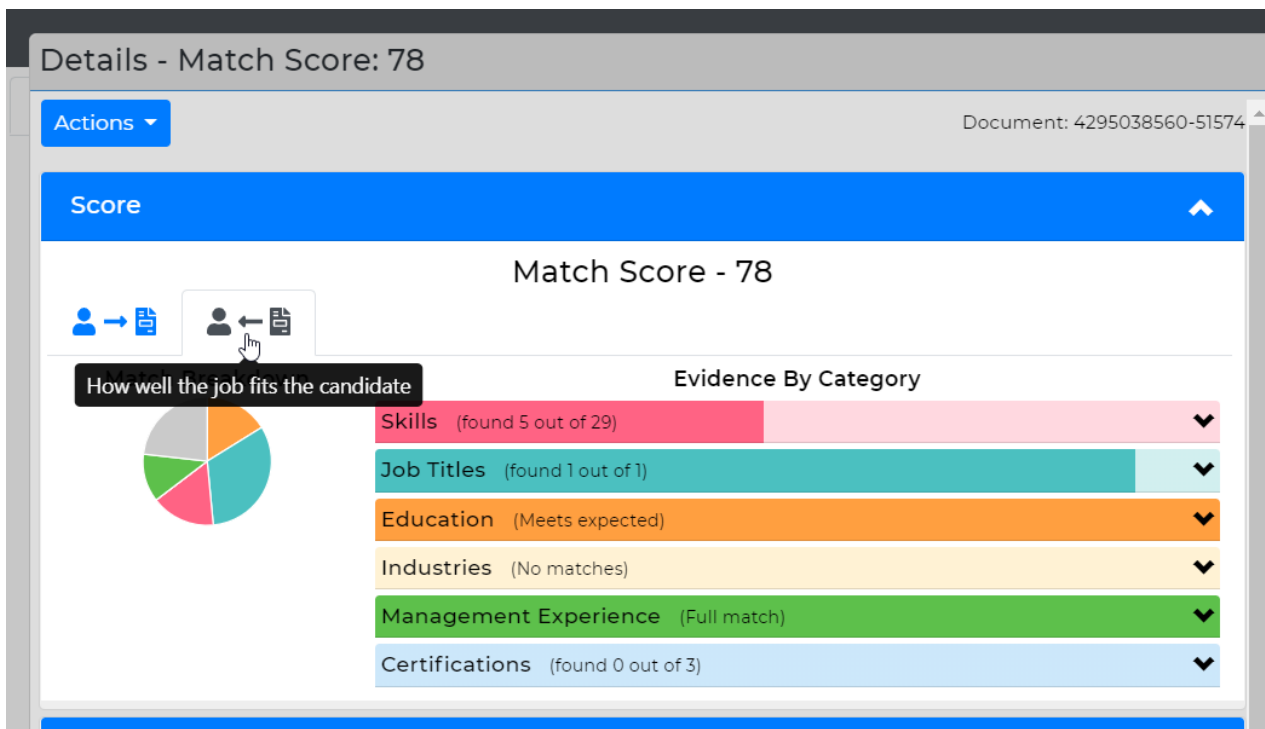 Details - Match Score: 78
Actions
Document: 4295038560-51574
Score
Match Score - 78
How well the job fits the candidate
Evidence By Category
Skills (found 5 out of 29)
Job Titles (found 1 out of 1)
Education (Meets expected)
Industries (No matches)
Management Experience (Full match)
Certifications (found 0 out of 3)